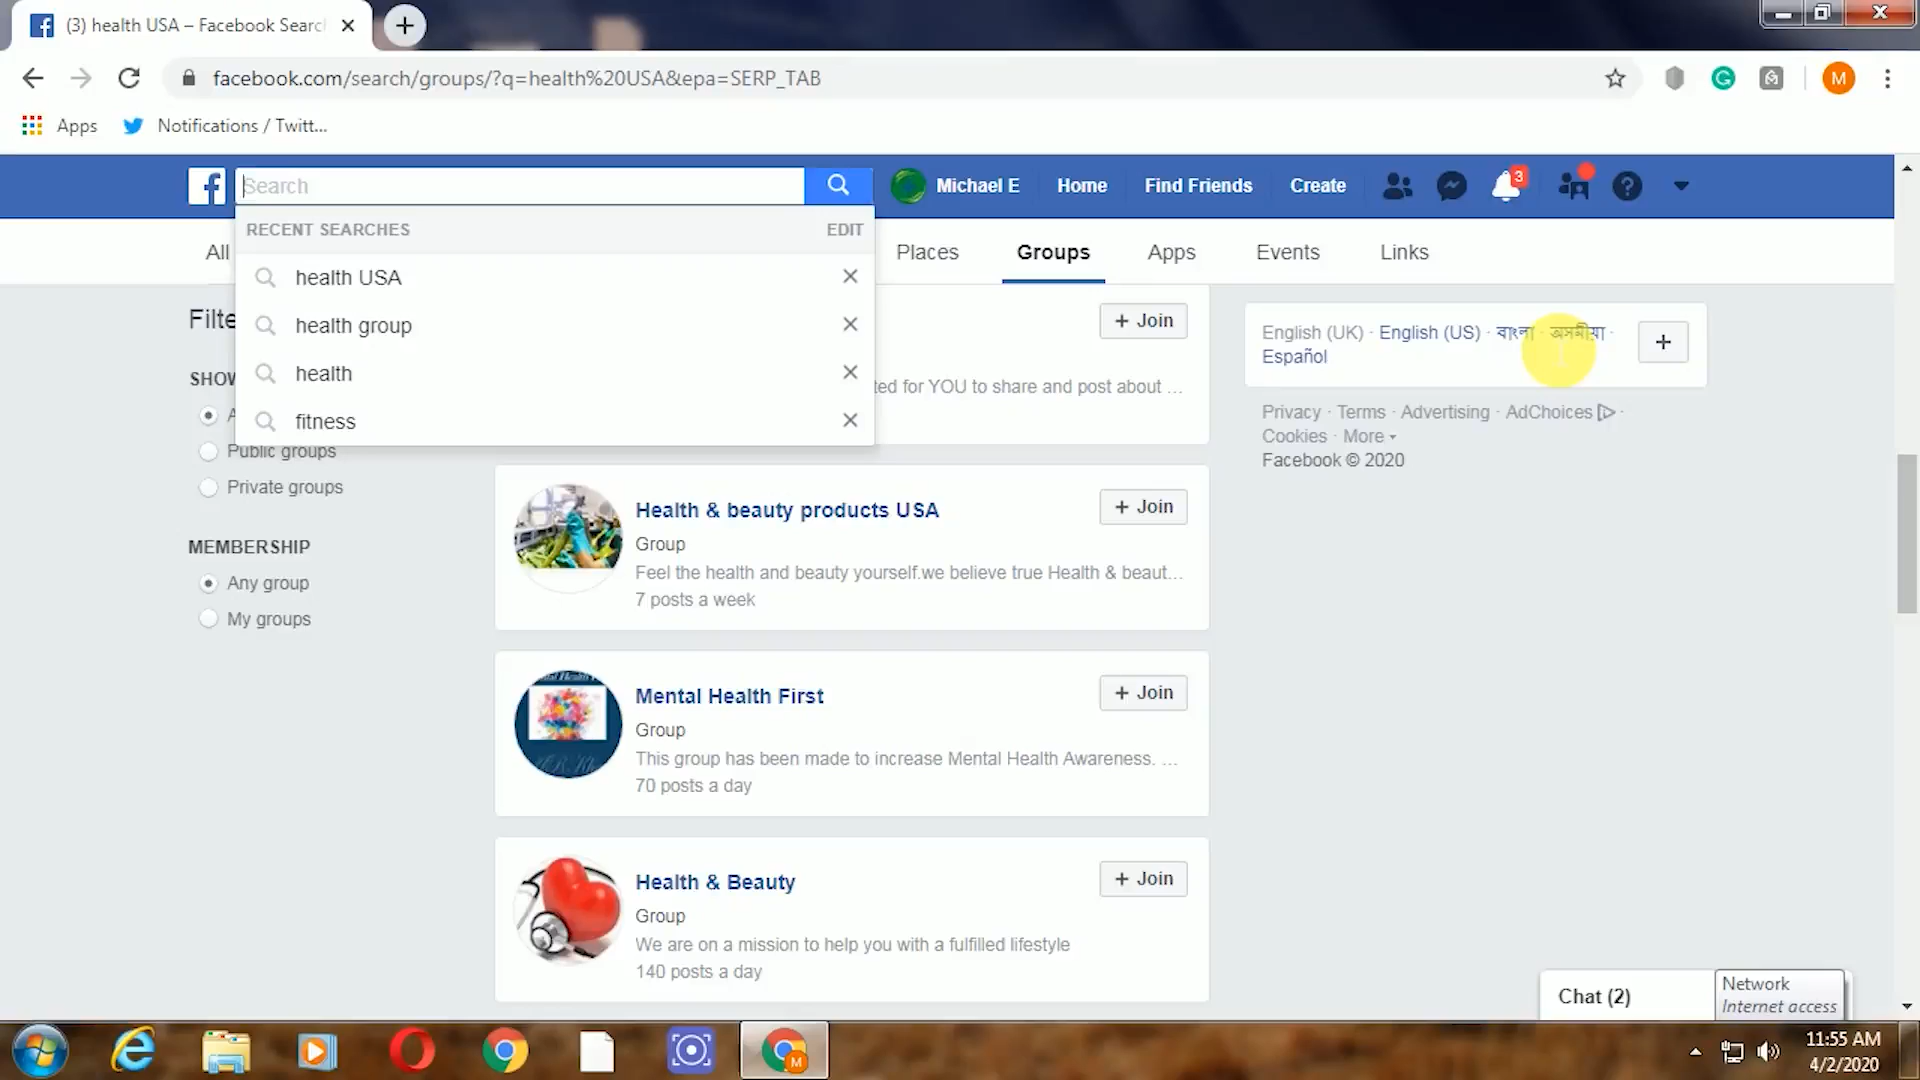 (3) health USA – Facebook Searc
facebook.com/search/groups/?q=health%20USA&epa=SERP_TAB
M
Apps
Notifications / Twitt...
Search
Michael E
Home
Find Friends
Create
3
RECENT SEARCHES
EDIT
health USA
health group
health
fitness
All
Places
Groups
Apps
Events
Links
Filte
SHOW
A
Public groups
Private groups
MEMBERSHIP
Any group
My groups
+ Join
ted for YOU to share and post about ...
Health & beauty products USA
+ Join
Group
Feel the health and beauty yourself.we believe true Health & beaut...
7 posts a week
Mental Health First
+ Join
Group
This group has been made to increase Mental Health Awareness. ...
70 posts a day
Health & Beauty
+ Join
Group
We are on a mission to help you with a fulfilled lifestyle
140 posts a day
English (UK) · English (US) · বাংলা · অসমীয়া ·
Español
Privacy · Terms · Advertising · AdChoices ·
Cookies · More
Facebook © 2020
Chat (2)
Network
Internet access
M
11:55 AM
4/2/2020